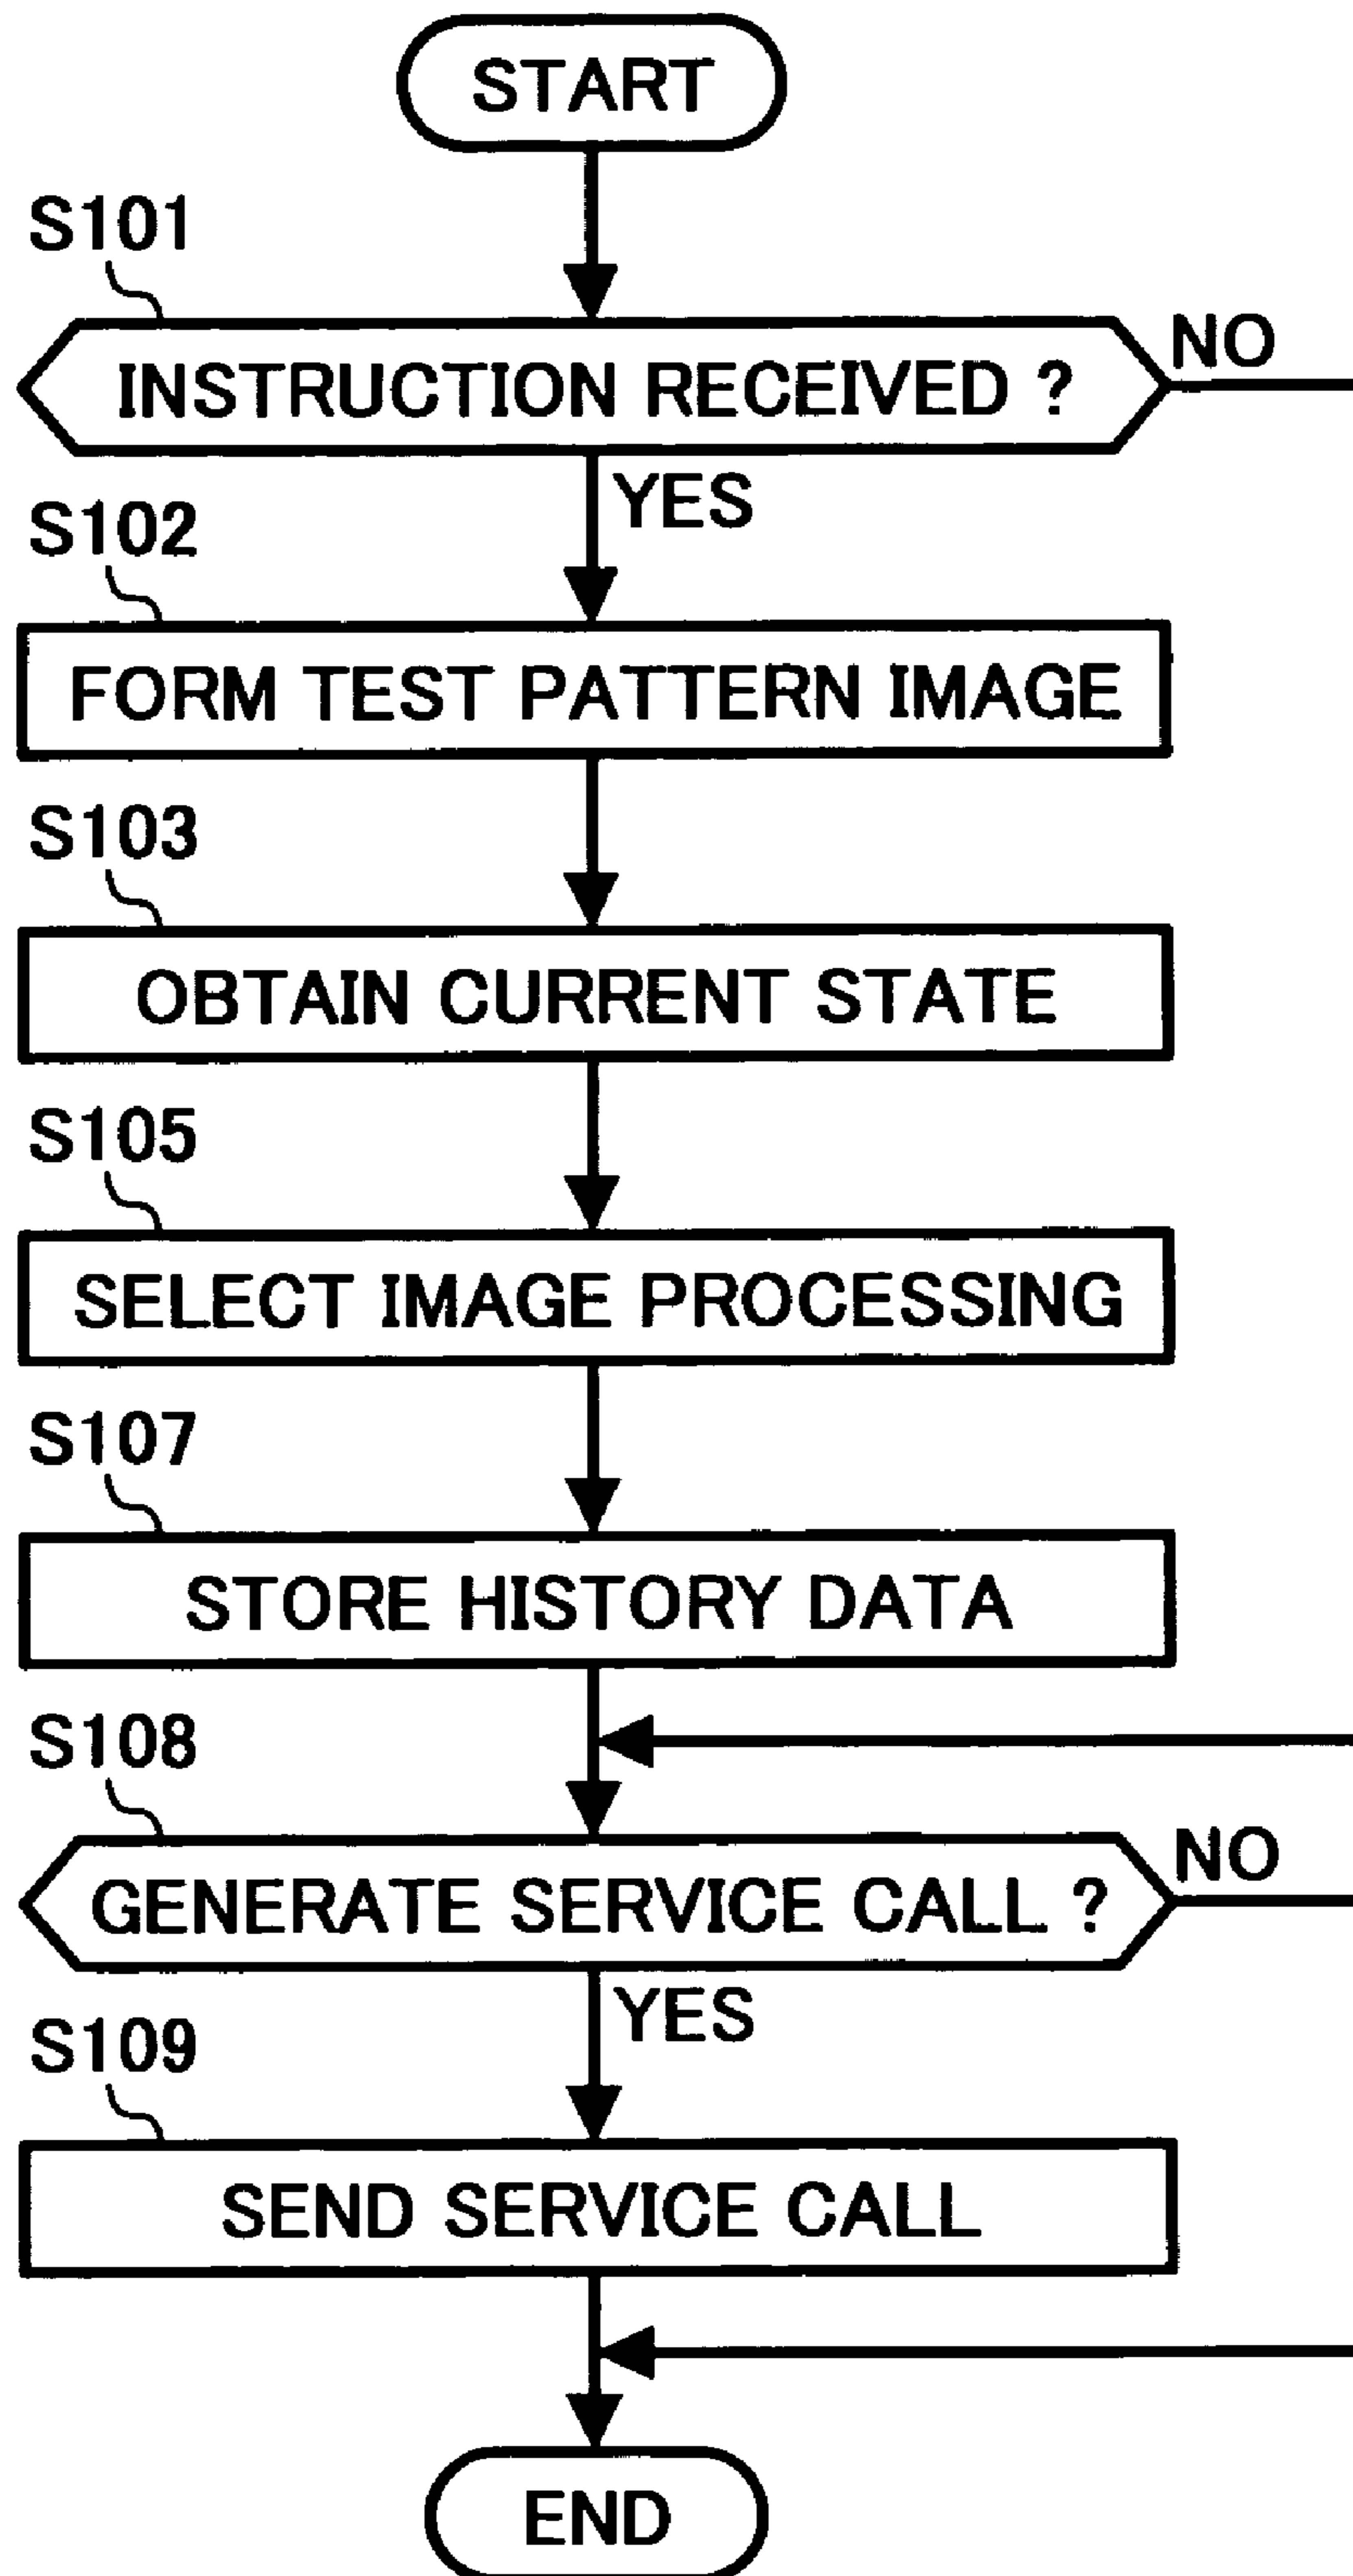 START
S101
INSTRUCTION RECEIVED ?
NO
YES
S102
FORM TEST PATTERN IMAGE
S103
OBTAIN CURRENT STATE
S105
SELECT IMAGE PROCESSING
S107
STORE HISTORY DATA
S108
GENERATE SERVICE CALL ?
NO
YES
S109
SEND SERVICE CALL
END